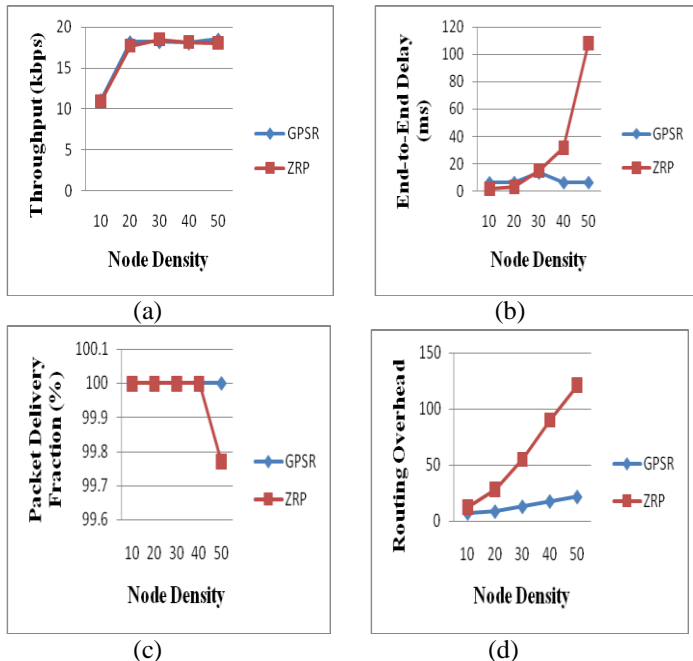 Throughput (kbps)
20
15
10
5
0
10 20 30 40 50
Node Density
GPSR
ZRP
(a)
End-to-End Delay
(ms)
120
100
80
60
40
20
0
10 20 30 40 50
Node Density
GPSR
ZRP
(b)
Packet Delivery
Fraction (%)
100.1
100
99.9
99.8
99.7
99.6
10 20 30 40 50
Node Density
GPSR
ZRP
(c)
Routing Overhead
150
100
50
0
10 20 30 40 50
Node Density
GPSR
ZRP
(d)